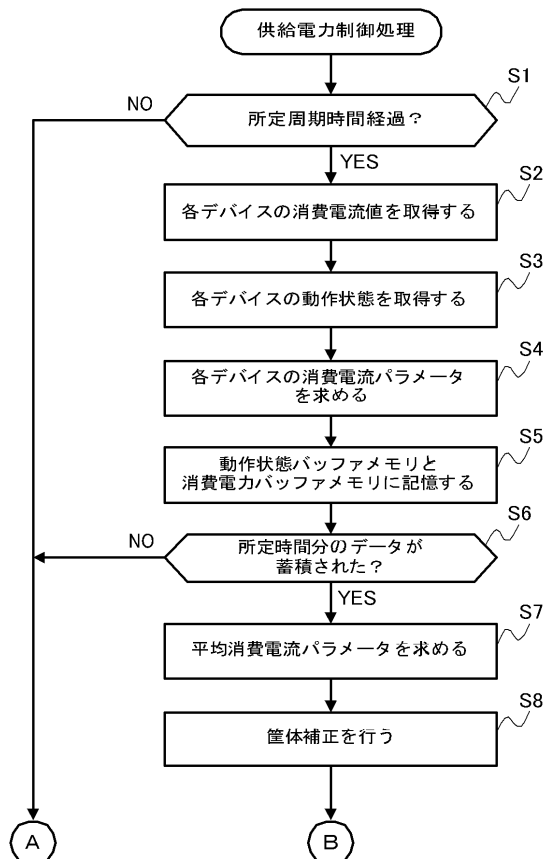 供給電力制御処理
S1
NO
所定周期時間経過？
YES
S2
各デバイスの消費電流値を取得する
S3
各デバイスの動作状態を取得する
S4
各デバイスの消費電流パラメータ
を求める
S5
動作状態バッファメモリと
消費電力バッファメモリに記憶する
S6
NO
所定時間分のデータが
蓄積された？
YES
S7
平均消費電流パラメータを求める
S8
筐体補正を行う
A
B